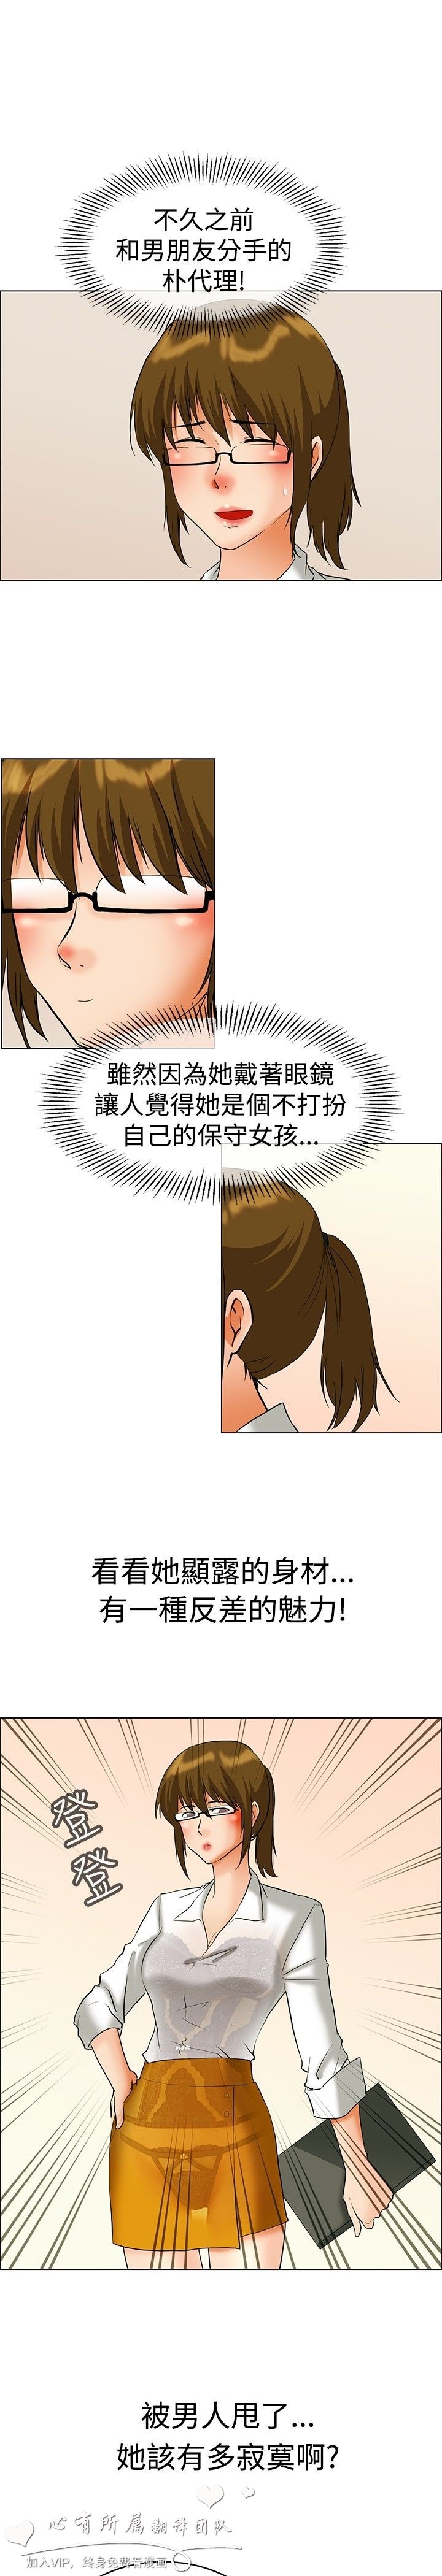 不久之前
和男朋友分手的
朴代理!
雖然因為她戴著眼鏡
讓人覺得她是個不打扮
自己的保守女孩...
看看她顯露的身材...
有一種反差的魅力!
登
登
被男人甩了...
她該有多寂寞啊?
心有所属翻译团队
加入VIP，终身免费看漫画